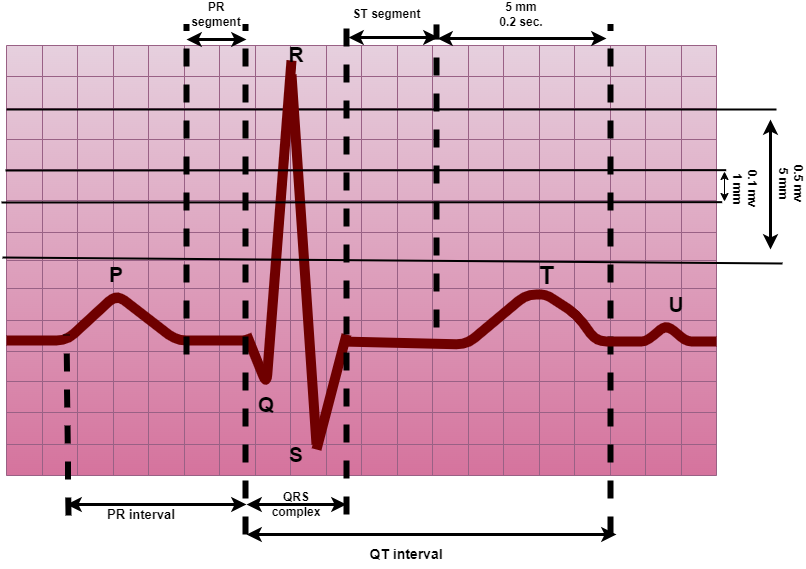 PR
segment
ST segment
5 mm
0.2 sec.
R
0.5 mv
5 mm
0.1 mv
1 mm
P
T
U
Q
S
PR interval
QRS
complex
QT interval